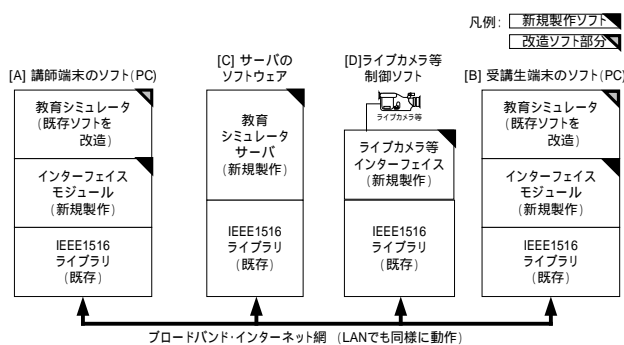 凡例:
新規製作ソフト
改造ソフト部分
[A] 講師端末のソフト(PC)
教育シミュレータ
(既存ソフトを
改造)
インターフェイス
モジュール
(新規製作)
IEEE1516
ライブラリ
(既存)
[C] サーバの
ソフトウェア
教育
シミュレータ
サーバ
(新規製作)
IEEE1516
ライブラリ
(既存)
[D]ライブカメラ等
制御ソフト
ライブカメラ等
ライブカメラ等
インターフェイス
(新規製作)
IEEE1516
ライブラリ
(既存)
[B] 受講生端末のソフト(PC)
教育シミュレータ
(既存ソフトを
改造)
インターフェイス
モジュール
(新規製作)
IEEE1516
ライブラリ
(既存)
ブロードバンド・インターネット網 (LANでも同様に動作)